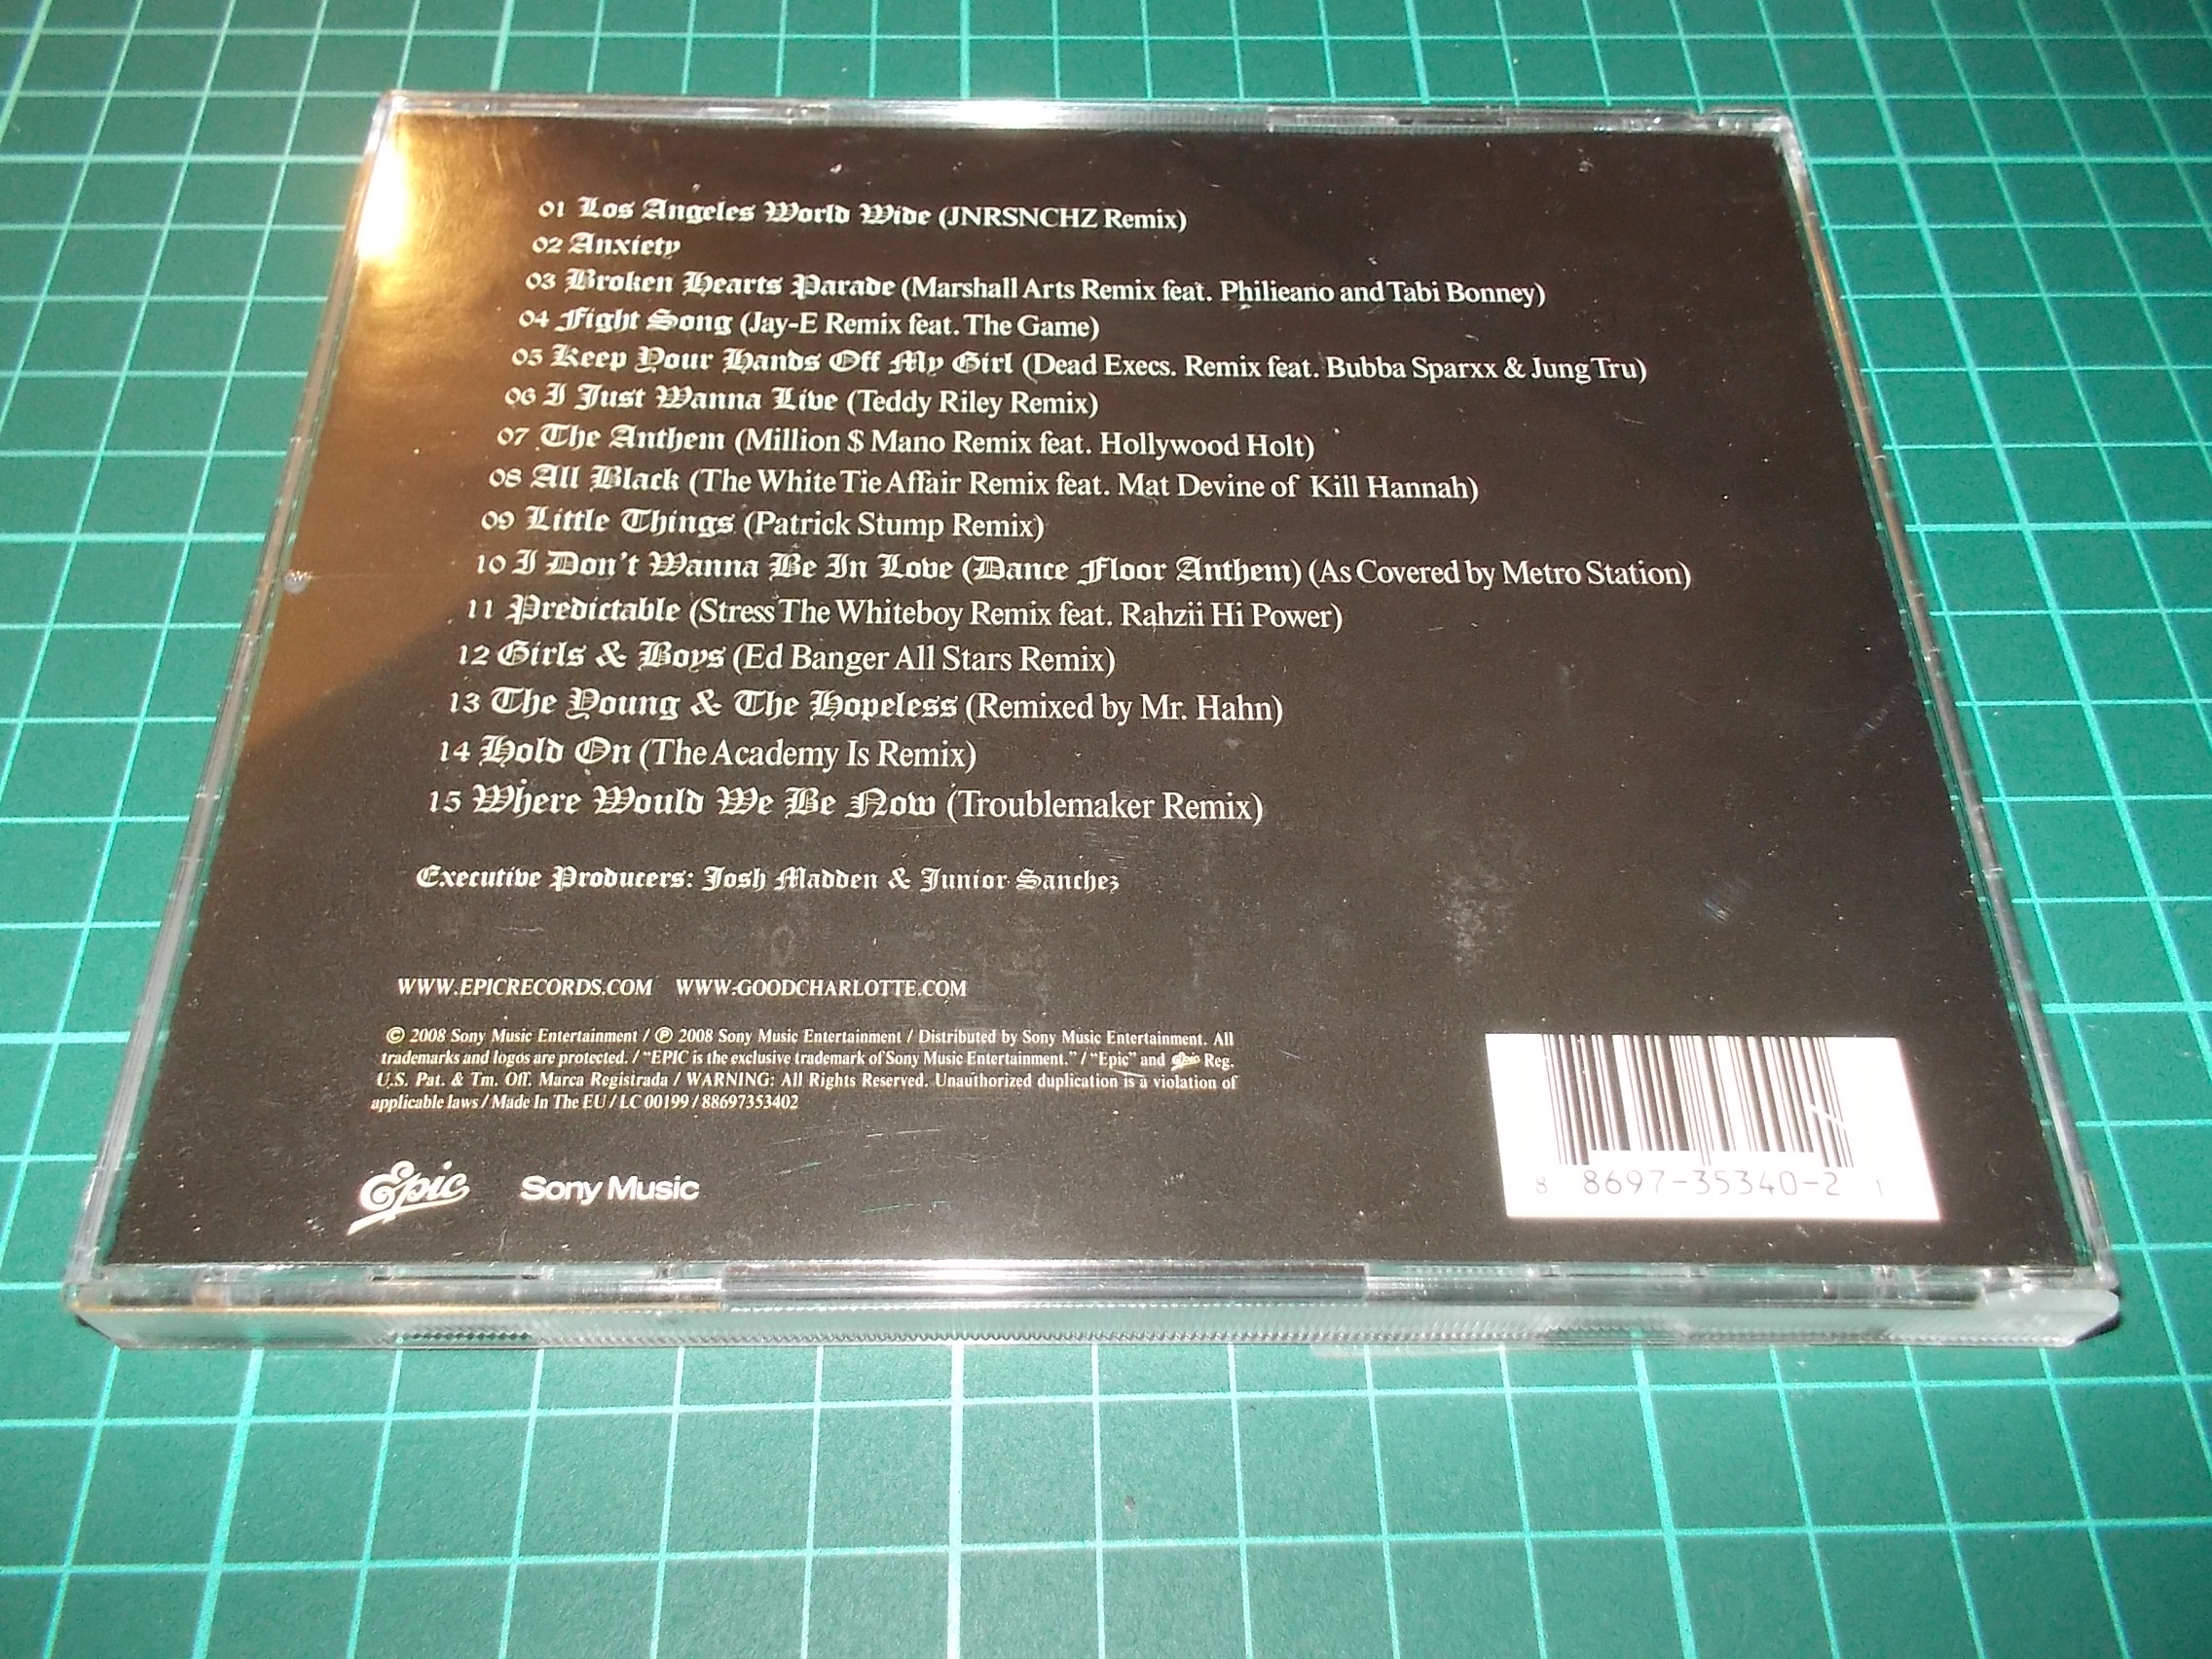 01 Los Angeles World Wide (JNRSNCHZ Remix)
02 Anxiety
03 Broken Hearts Parade (Marshall Arts Remix feat. Philieano and Tabi Bonney)
04 Fight Song (Jay-E Remix feat. The Game)
05 Keep Your Hands Off My Girl (Dead Execs. Remix feat. Bubba Sparxx & Jung Tru)
06 I Just Wanna Live (Teddy Riley Remix)
07 The Anthem (Million $ Mano Remix feat. Hollywood Holt)
08 All Black (The White Tie Affair Remix feat. Mat Devine of Kill Hannah)
09 Little Things (Patrick Stump Remix)
10 I Don't Wanna Be In Love (Dance Floor Anthem) (As Covered by Metro Station)
11 Predictable (Stress The Whiteboy Remix feat. Rahzii Hi Power)
12 Girls & Boys (Ed Banger All Stars Remix)
13 The Young & The Hopeless (Remixed by Mr. Hahn)
14 Hold On (The Academy Is Remix)
15 Where Would We Be Now (Troublemaker Remix)
Executive Producers: Josh Madden & Junior Sanchez
WWW.EPICRECORDS.COM WWW.GOODCHARLOTTE.COM
© 2008 Sony Music Entertainment / ℗ 2008 Sony Music Entertainment / Distributed by Sony Music Entertainment. All
trademarks and logos are protected. / "EPIC is the exclusive trademark of Sony Music Entertainment." / "Epic" and Epic Reg.
U.S. Pat. & Tm. Off. Marca Registrada / WARNING: All Rights Reserved. Unauthorized duplication is a violation of
applicable laws / Made In The EU / LC 00199 / 88697353402
Epic Sony Music
8 8697-35340-2 1